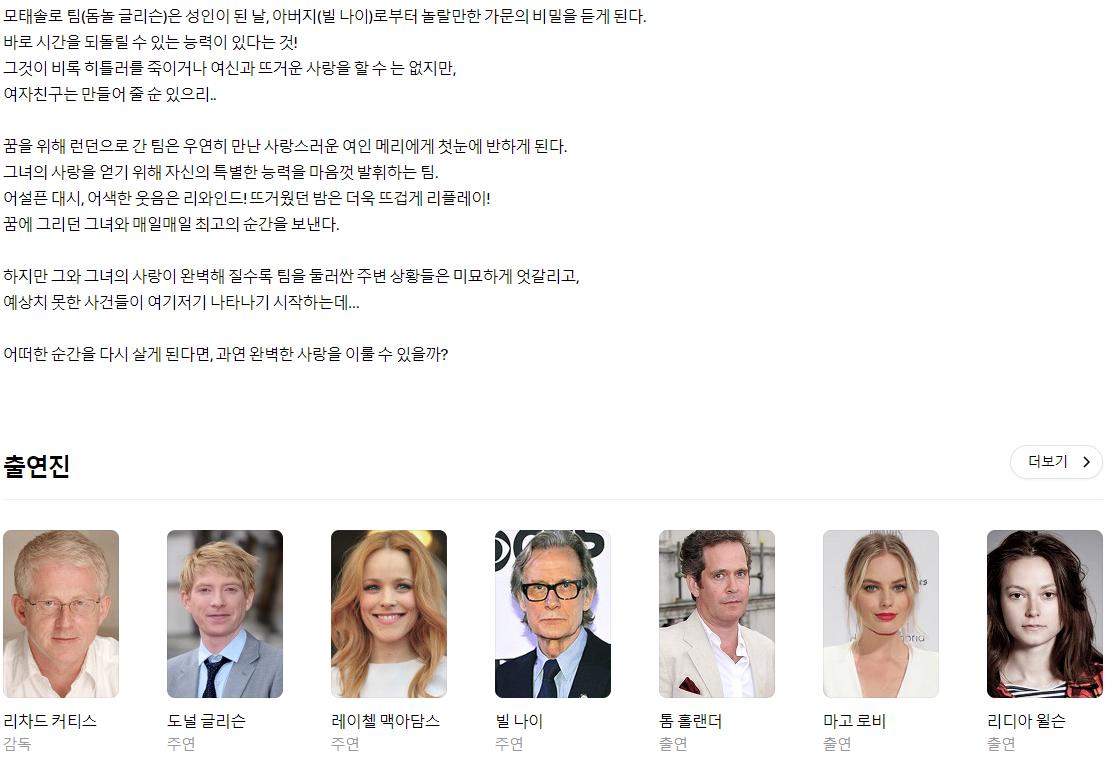 모태솔로 팀(돔놀 글리슨)은 성인이 된 날, 아버지(빌 나이)로부터 놀랄만한 가문의 비밀을 듣게 된다.
바로 시간을 되돌릴 수 있는 능력이 있다는 것!
그것이 비록 히틀러를 죽이거나 여신과 뜨거운 사랑을 할 수 는 없지만,
여자친구는 만들어 줄 순 있으리..
꿈을 위해 런던으로 간 팀은 우연히 만난 사랑스러운 여인 메리에게 첫눈에 반하게 된다.
그녀의 사랑을 얻기 위해 자신의 특별한 능력을 마음껏 발휘하는 팀.
어설픈 대시, 어색한 웃음은 리와인드! 뜨거웠던 밤은 더욱 뜨겁게 리플레이!
꿈에 그리던 그녀와 매일매일 최고의 순간을 보낸다.
하지만 그와 그녀의 사랑이 완벽해 질수록 팀을 둘러싼 주변 상황들은 미묘하게 엇갈리고,
예상치 못한 사건들이 여기저기 나타나기 시작하는데…
어떠한 순간을 다시 살게 된다면, 과연 완벽한 사랑을 이룰 수 있을까?
출연진 더보기
리차드 커티스 도널 글리슨 레이첼 맥아담스 빌 나이 톰 홀랜더 마고 로비 리디아 윌슨
감독 주연 주연 주연 출연 출연 출연